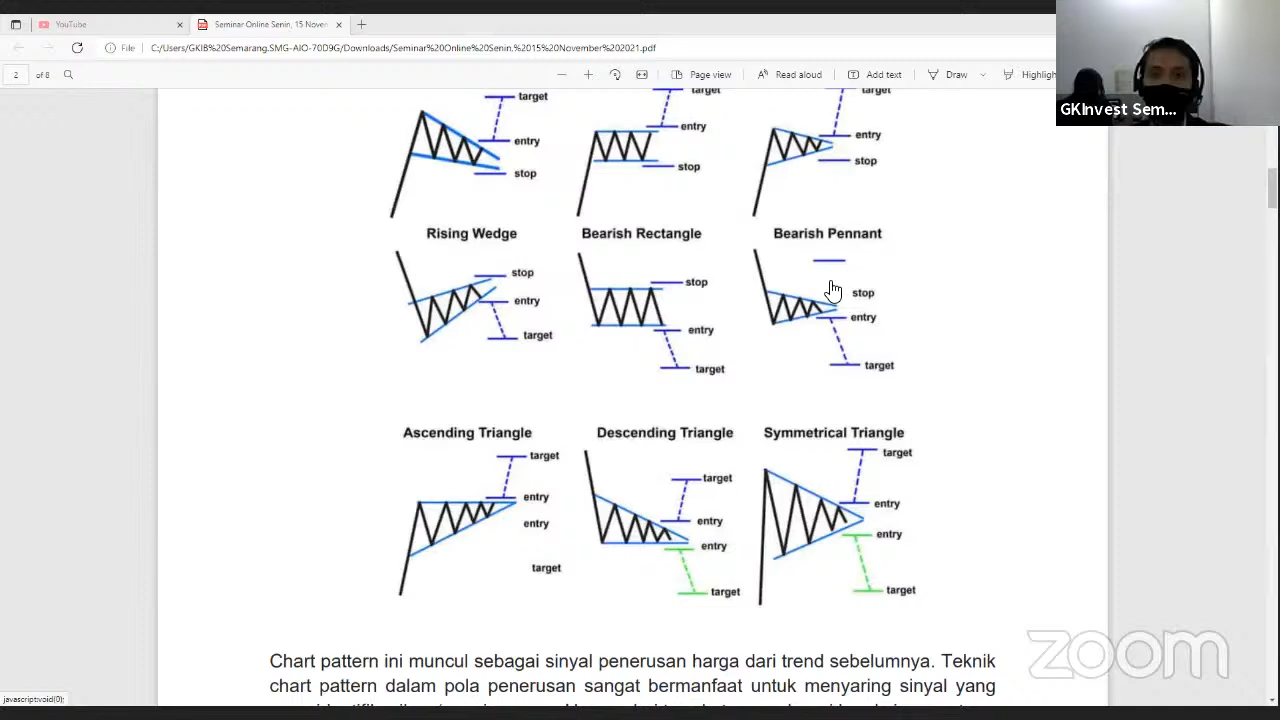 YouTube
Seminar Online Senin, 15 Nover
File
C:/Users/GKIB%20Semarang.SMG-AIO-70D9G/Downloads/Seminar%20Online%20Senin,%2015%20November%202021.pdf
2 of 8
Page view
Read aloud
Add text
Draw
Highligh
GKInvest Sem...
target
target
target
entry
entry
entry
stop
stop
stop
Rising Wedge
Bearish Rectangle
Bearish Pennant
stop
entry
target
stop
entry
target
stop
entry
target
Ascending Triangle
Descending Triangle
Symmetrical Triangle
target
entry
entry
target
target
entry
entry
target
target
entry
entry
target
Chart pattern ini muncul sebagai sinyal penerusan harga dari trend sebelumnya. Teknik
chart pattern dalam pola penerusan sangat bermanfaat untuk menyaring sinyal yang
zoom
javascript:void(0);